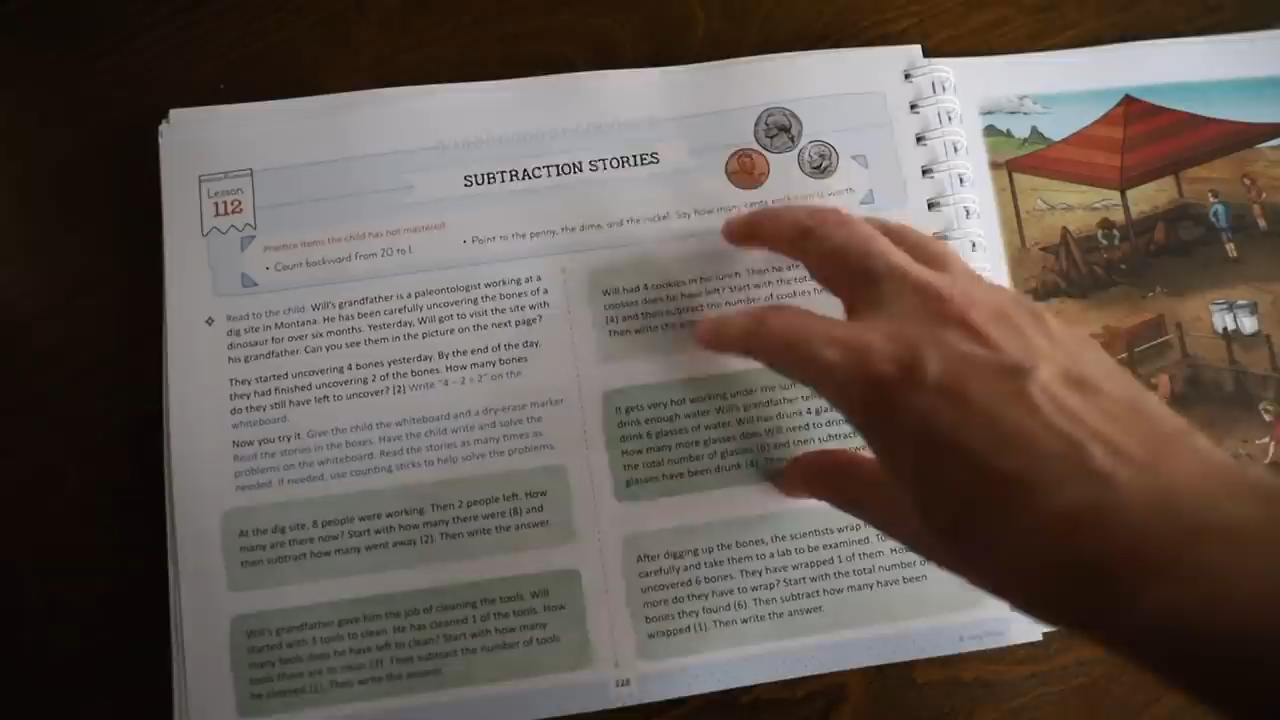 SUBTRACTION STORIES
Lesson
112
Practice items the child has not mastered.
• Count backward from 20 to 1.
• Point to the penny, the dime, and the nickel. Say how many cents each coin is worth.
Read to the child. Will's grandfather is a paleontologist working at a
dig site in Montana. He has been carefully uncovering the bones of a
dinosaur for over six months. Yesterday, Will got to visit the site with
his grandfather. Can you see them in the picture on the next page?
They started uncovering 4 bones yesterday. By the end of the day,
they had finished uncovering 2 of the bones. How many bones
do they still have left to uncover? [2] Write "4 − 2 = 2" on the
whiteboard.
Now you try it. Give the child the whiteboard and a dry-erase marker
Read the stories in the boxes. Have the child write and solve the
problems on the whiteboard. Read the stories as many times as
needed. If needed, use counting sticks to help solve the problems.
At the dig site, 8 people were working. Then 2 people left. How
many are there now? Start with how many there were (8) and
then subtract how many went away (2). Then write the answer.
Will's grandfather gave him the job of cleaning the tools. Will
started with 3 tools to clean. He has cleaned 1 of the tools. How
many tools does he have left to clean? Start with how many
tools there are to clean (3). Then subtract the number of tools
he cleaned (1). Then write the answer.
Will had 4 cookies in his lunch. Then he ate
cookies does he have left? Start with the total
(4) and then subtract the number of cookies he
Then write the
It gets very hot working under the sun
drink enough water. Will's grandfather
drink 6 glasses of water. Will has drunk 4
How many more glasses does Will need to drink
the total number of glasses (6) and then subtract
glasses have been drunk (4).
After digging up the bones, the scientists wrap
carefully and take them to a lab to be examined.
uncovered 6 bones. They have wrapped 1 of them. How
more do they have to wrap? Start with the total number of
bones they found (6). Then subtract how many have been
wrapped (1). Then write the answer.
228